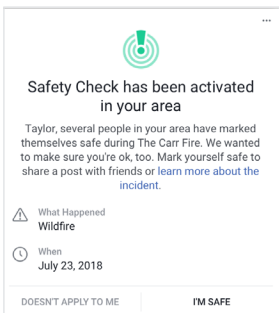 Safety Check has been activated
in your area
Taylor, several people in your area have marked
themselves safe during The Carr Fire. We wanted
to make sure you're ok, too. Mark yourself safe to
share a post with friends or learn more about the
incident.
What Happened
Wildfire
When
July 23, 2018
DOESN'T APPLY TO ME
I'M SAFE